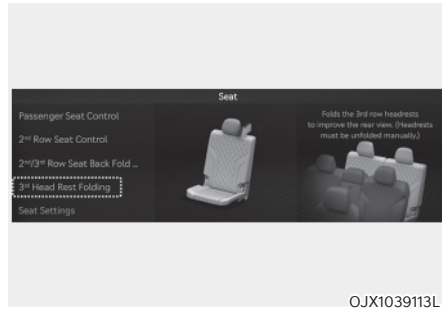 Seat
Passenger Seat Control
2ⁿᵈ Row Seat Control
2ⁿᵈ/3ʳᵈ Row Seat Back Fold ..
3ʳᵈ Head Rest Folding
Seat Settings
Folds the 3rd row headrests
to improve the rear view. (Headrests
must be unfolded manually.)
OJX1039113L